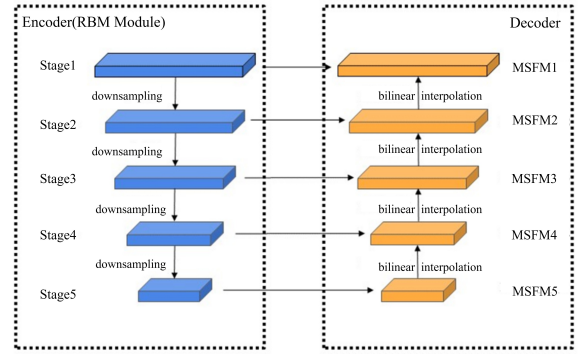 Encoder(RBM Module)
Decoder
Stage1
MSFM1
downsampling
bilinear interpolation
Stage2
MSFM2
downsampling
bilinear interpolation
Stage3
MSFM3
downsampling
bilinear interpolation
Stage4
MSFM4
downsampling
bilinear interpolation
Stage5
MSFM5